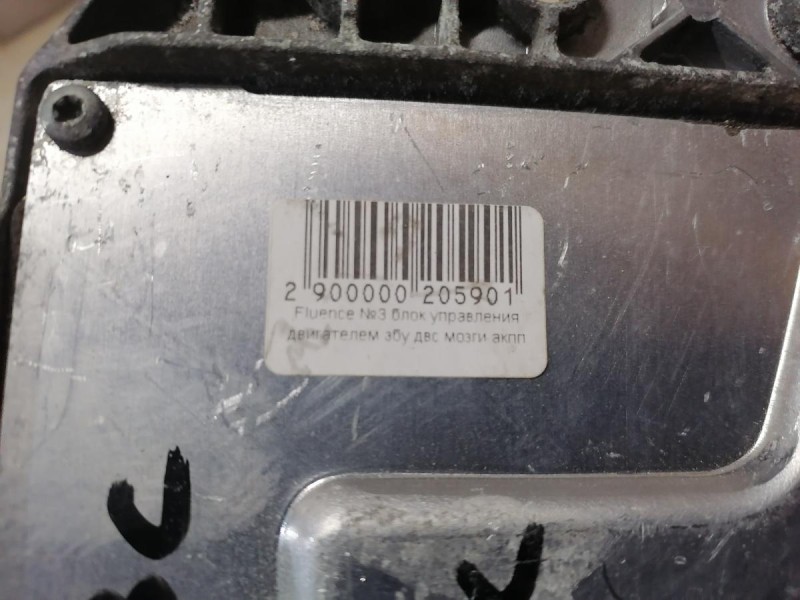 2 900000 205901
Fluence №3 блок управления
двигателем эбу двс мозги акпп